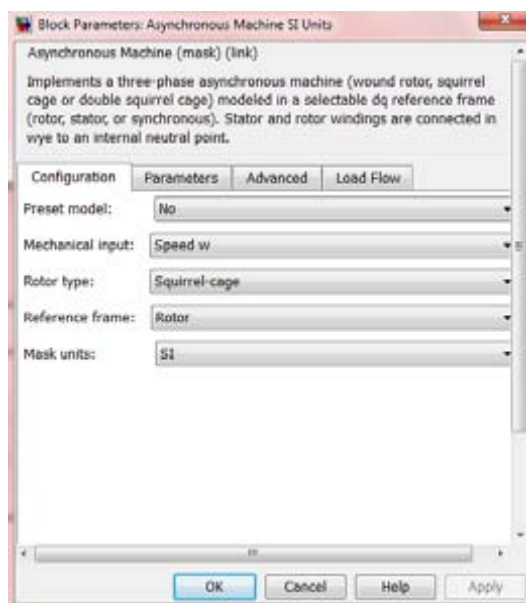 Block Parameters: Asynchronous Machine SI Units
Asynchronous Machine (mask) (link)
Implements a three-phase asynchronous machine (wound rotor, squirrel
cage or double squirrel cage) modeled in a selectable dq reference frame
(rotor, stator, or synchronous). Stator and rotor windings are connected in
wye to an internal neutral point.
Configuration Parameters Advanced Load Flow
Preset model: No
Mechanical input: Speed w
Rotor type: Squirrel-cage
Reference frame: Rotor
Mask units: SI
OK Cancel Help Apply